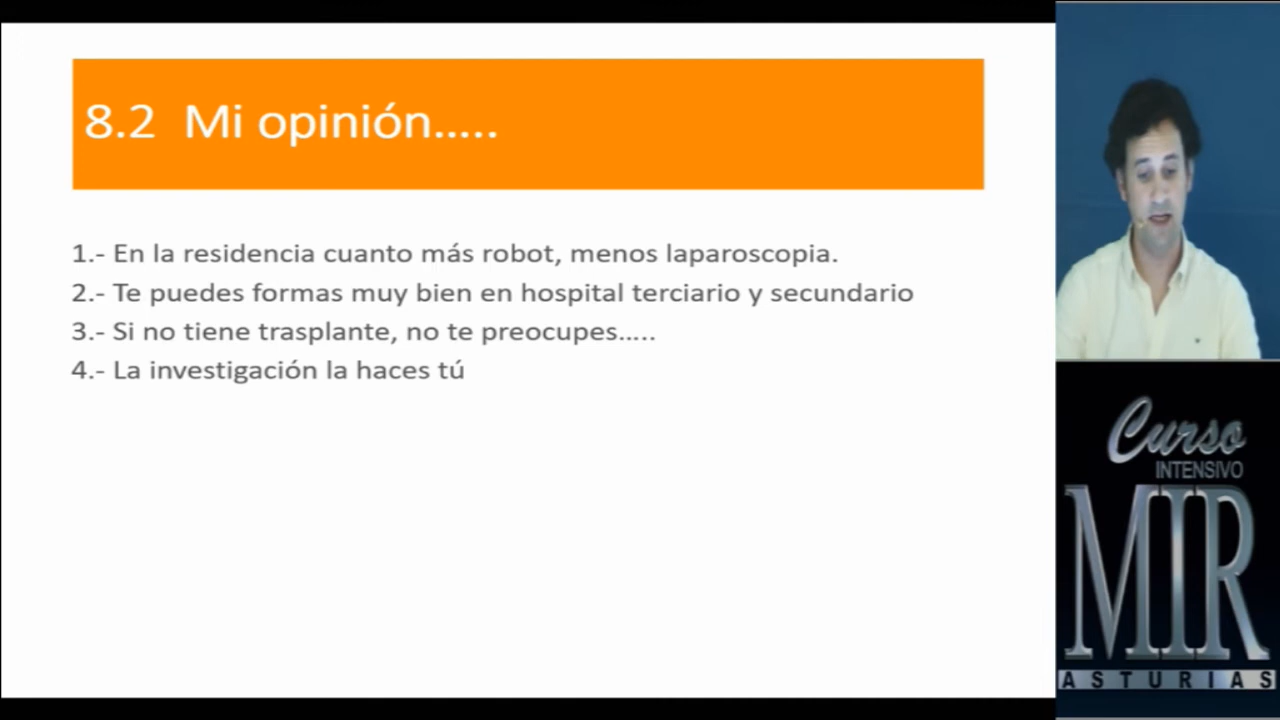 8.2 Mi opinión.....
1.- En la residencia cuanto más robot, menos laparoscopia.
2.- Te puedes formas muy bien en hospital terciario y secundario
3.- Si no tiene trasplante, no te preocupes.....
4.- La investigación la haces tú
Curso
INTENSIVO
MIR
ASTURIAS